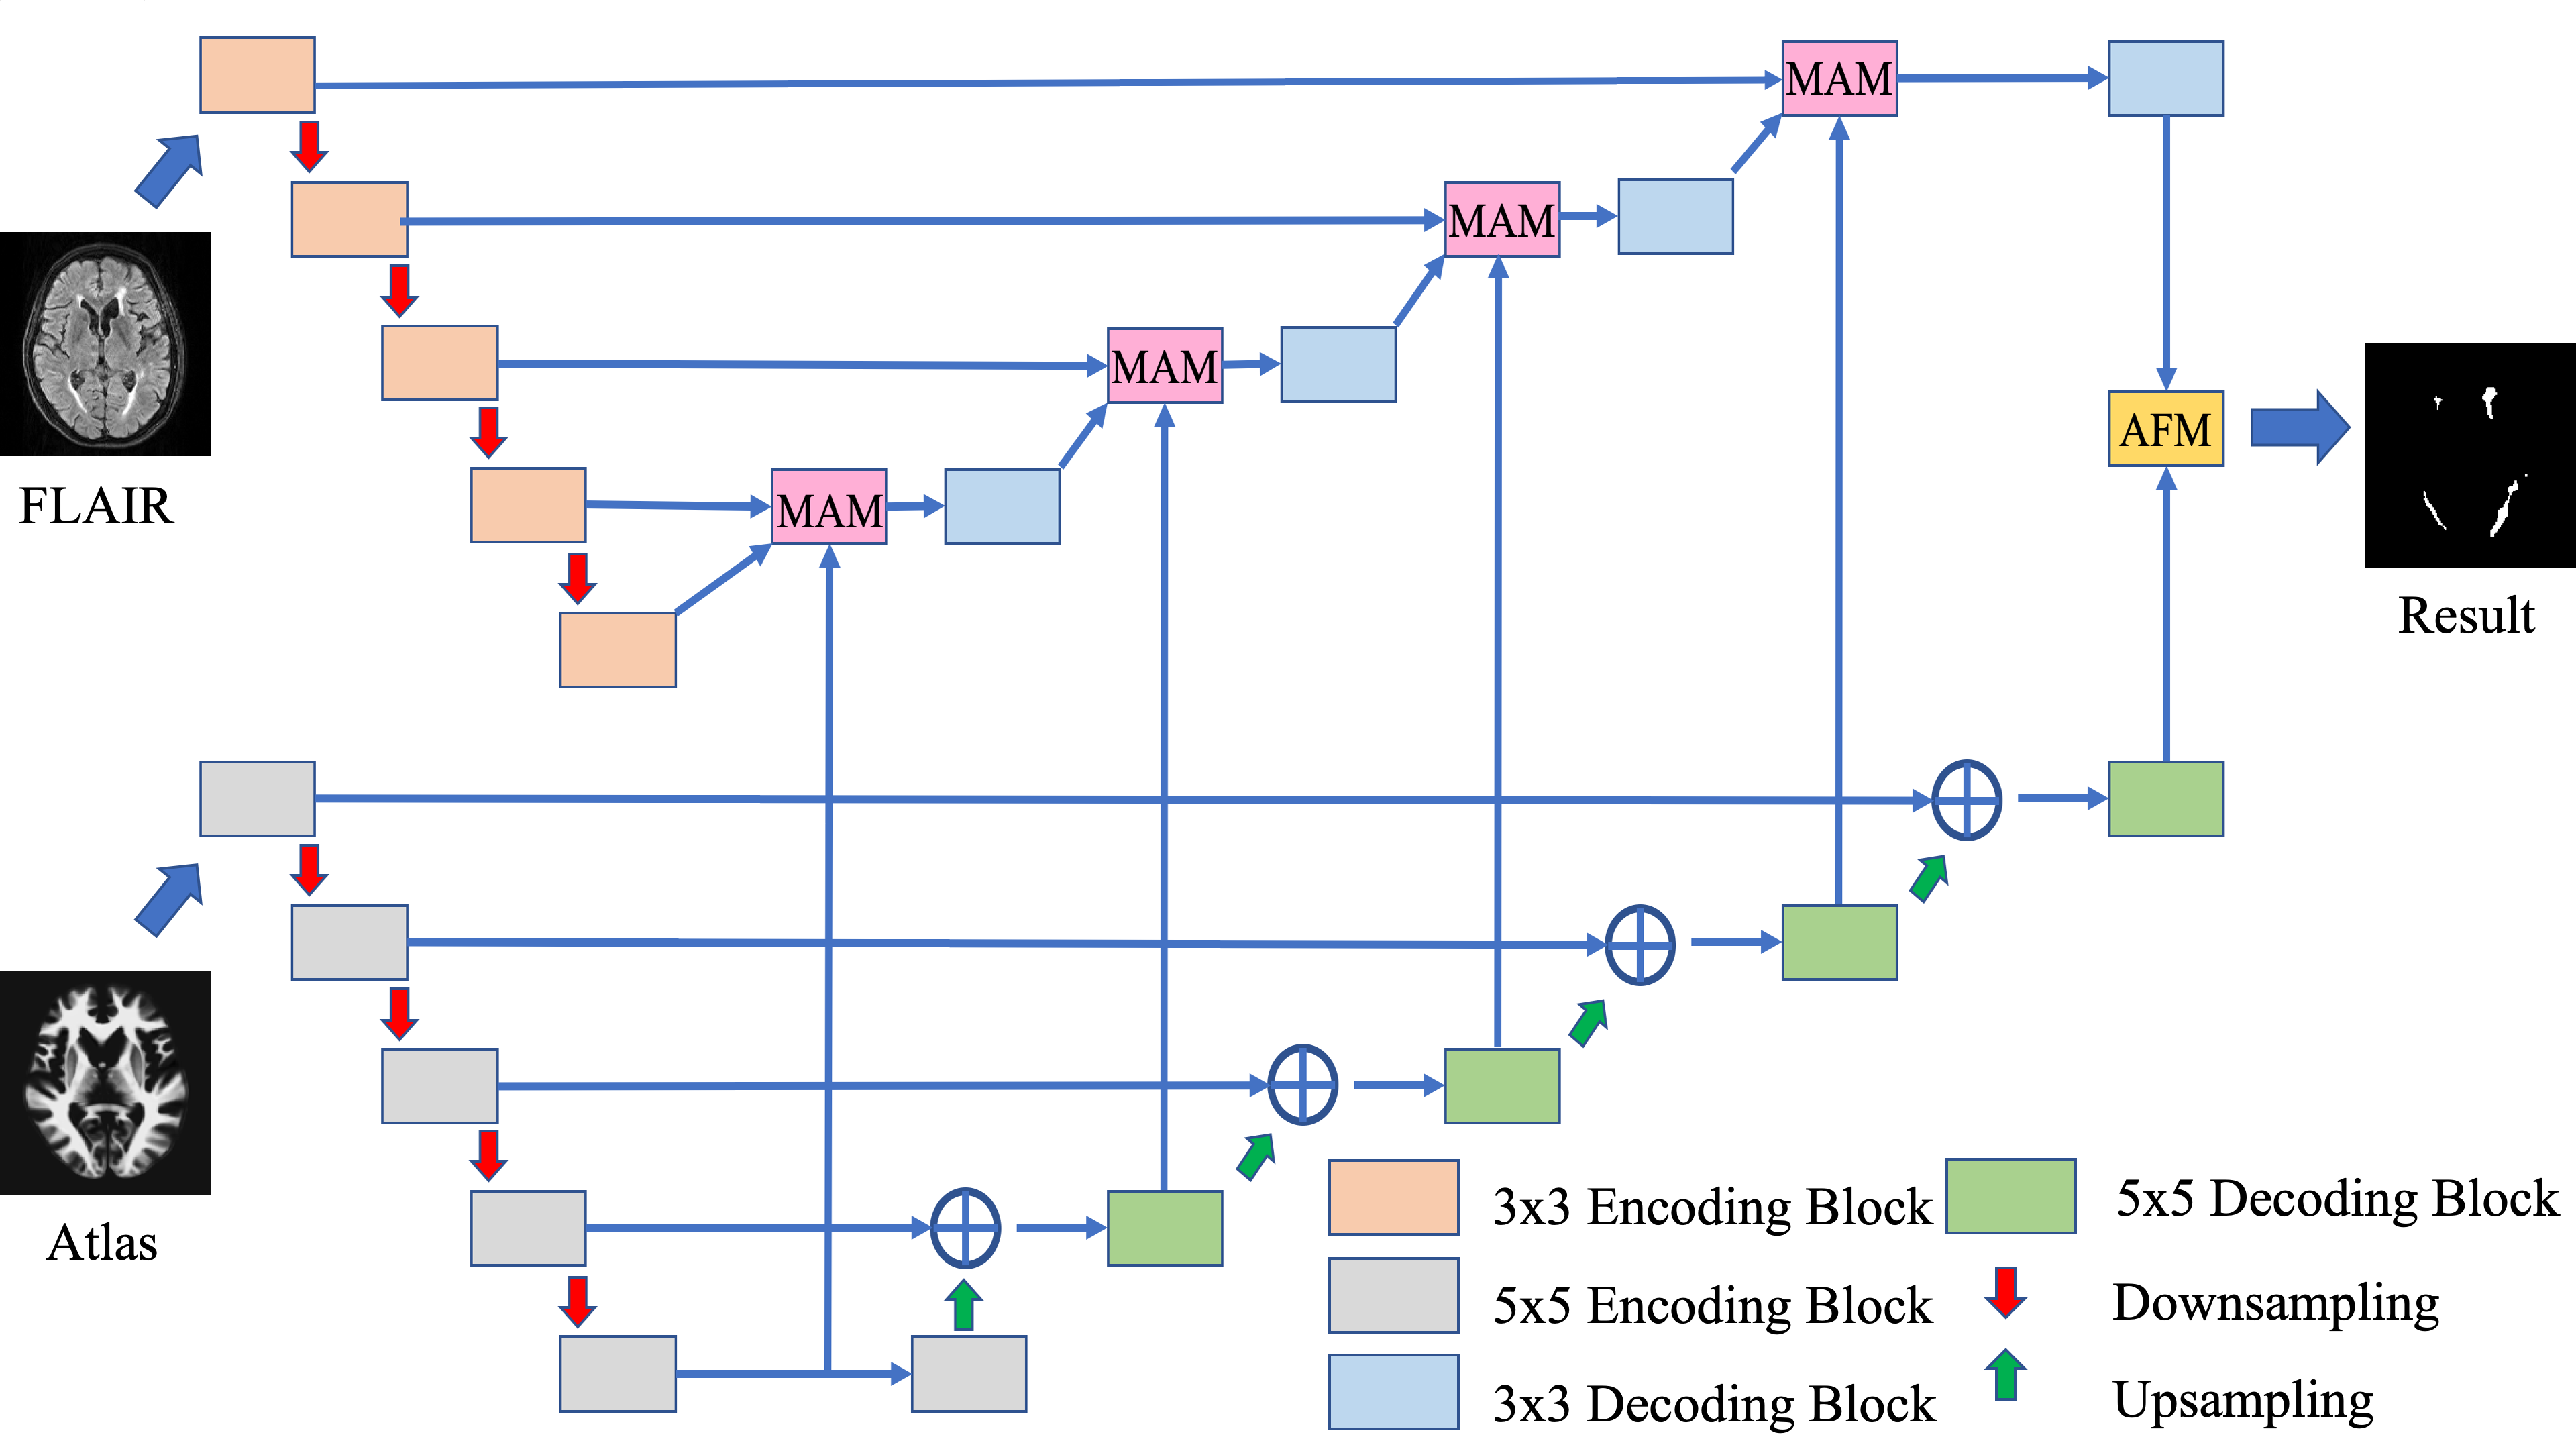 MAM
MAM
MAM
MAM
AFM
FLAIR
Result
Atlas
3x3 Encoding Block
5x5 Encoding Block
3x3 Decoding Block
5x5 Decoding Block
Downsampling
Upsampling